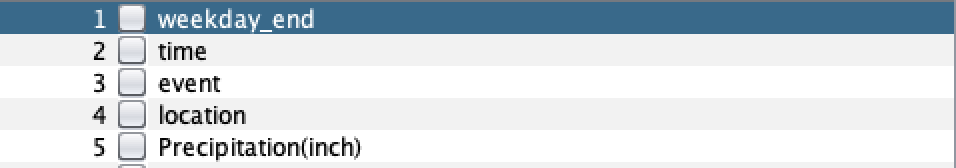 1 weekday_end
2 time
3 event
4 location
5 Precipitation(inch)